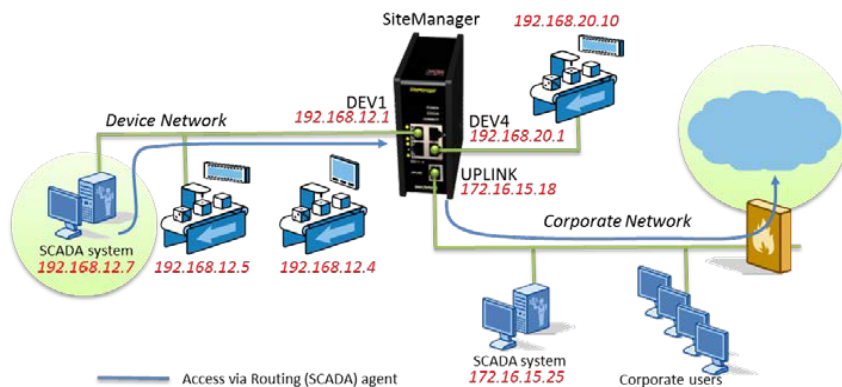 SiteManager
192.168.20.10
DEV1
192.168.12.1
Device Network
DEV4
192.168.20.1
UPLINK
172.16.15.18
Corporate Network
SCADA system
192.168.12.7
192.168.12.5
192.168.12.4
SCADA system
172.16.15.25
Corporate users
Access via Routing (SCADA) agent